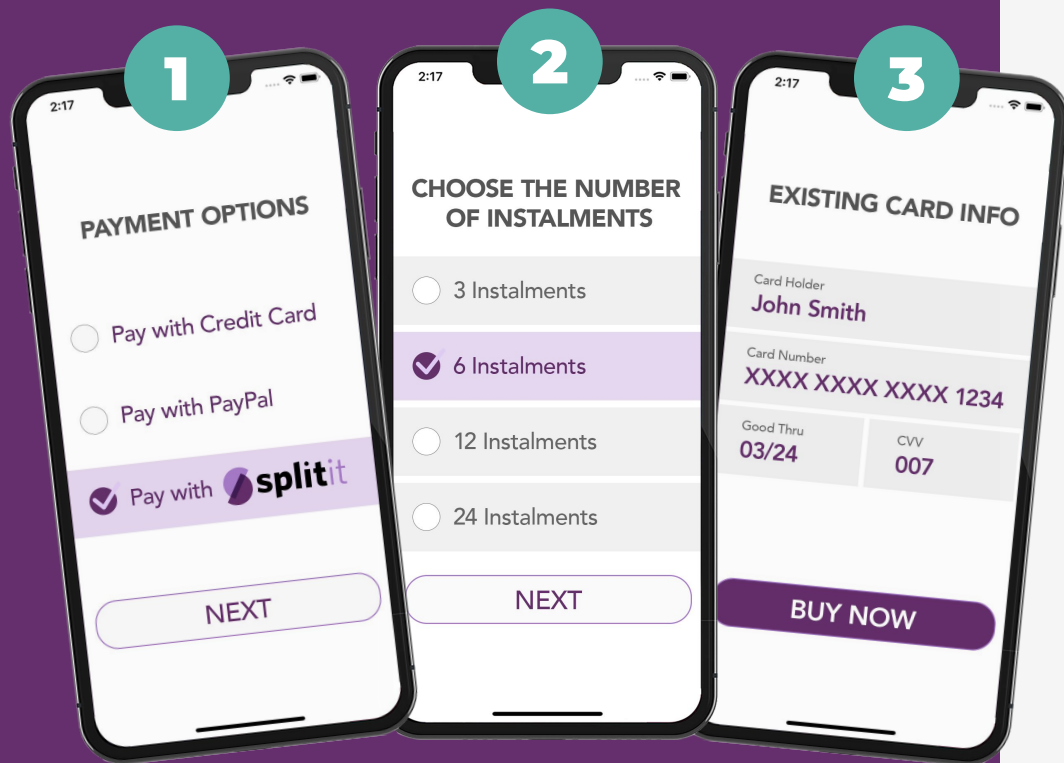 1
2:17
PAYMENT OPTIONS
Pay with Credit Card
Pay with PayPal
Pay with splitit
NEXT
2
2:17
CHOOSE THE NUMBER
OF INSTALMENTS
3 Instalments
6 Instalments
12 Instalments
24 Instalments
NEXT
3
2:17
EXISTING CARD INFO
Card Holder
John Smith
Card Number
XXXX XXXX XXXX 1234
Good Thru
03/24
CVV
007
BUY NOW